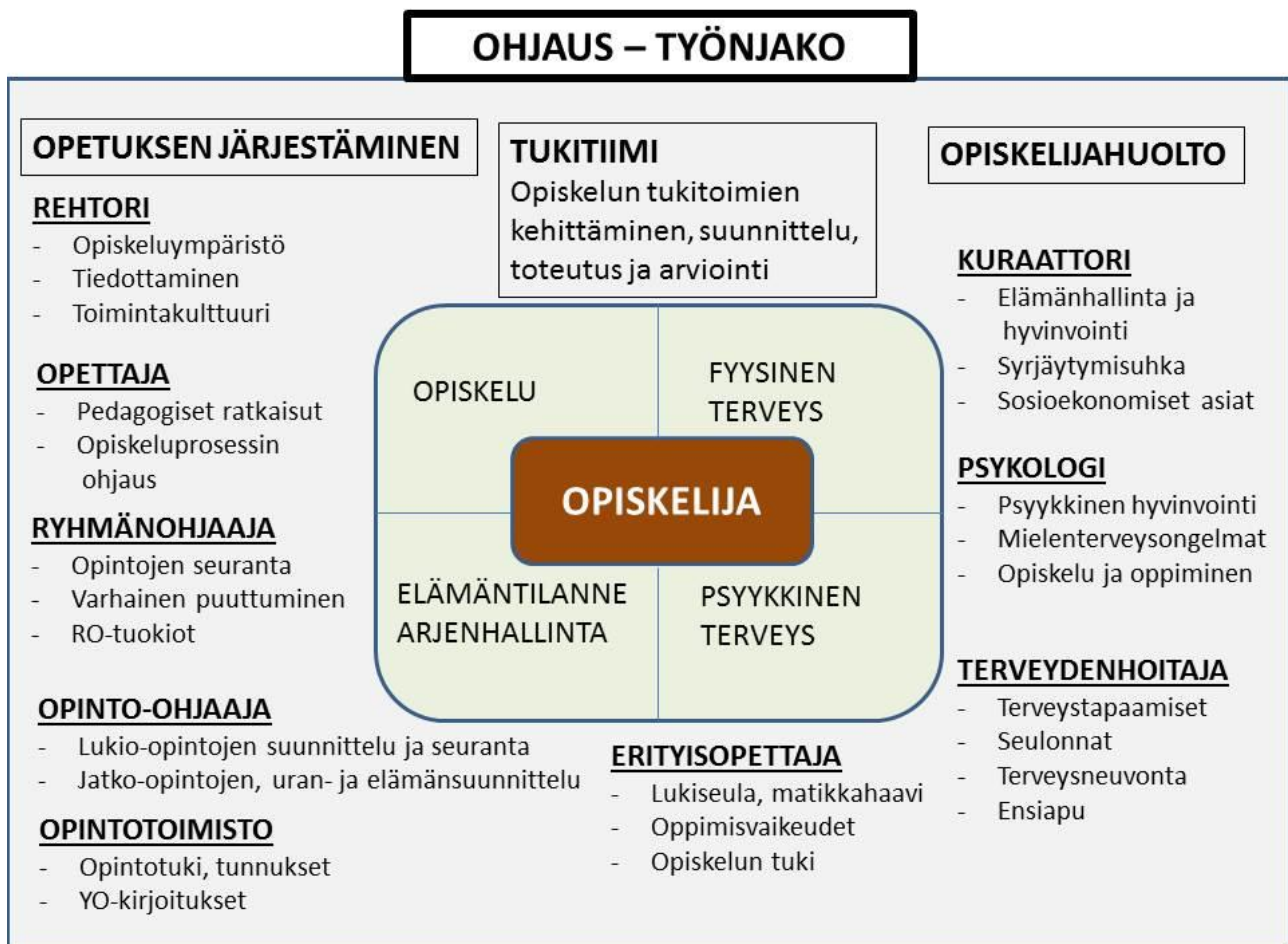 OHJAUS – TYÖNJAKO
OPETUKSEN JÄRJESTÄMINEN
REHTORI
- Opiskeluympäristö
- Tiedottaminen
- Toimintakulttuuri
OPETTAJA
- Pedagogiset ratkaisut
- Opiskeluprosessin
ohjaus
RYHMÄNOHJAAJA
- Opintojen seuranta
- Varhainen puuttuminen
- RO-tuokiot
OPINTO-OHJAAJA
- Lukio-opintojen suunnittelu ja seuranta
- Jatko-opintojen, uran- ja elämänsuunnittelu
OPINTOTOIMISTO
- Opintotuki, tunnukset
- YO-kirjoitukset
TUKITIIMI
Opiskelun tukitoimien
kehittäminen, suunnittelu,
toteutus ja arviointi
OPISKELU
FYYSINEN
TERVEYS
OPISKELIJA
ELÄMÄNTILANNE
ARJENHALLINTA
PSYYKKINEN
TERVEYS
ERITYISOPETTAJA
- Lukiseula, matikkahaavi
- Oppimisvaikeudet
- Opiskelun tuki
OPISKELIJAHUOLTO
KURAATTORI
- Elämänhallinta ja
hyvinvointi
- Syrjäytymisuhka
- Sosioekonomiset asiat
PSYKOLOGI
- Psyykkinen hyvinvointi
- Mielenterveysongelmat
- Opiskelu ja oppiminen
TERVEYDENHOITAJA
- Terveystapaamiset
- Seulonnat
- Terveysneuvonta
- Ensiapu